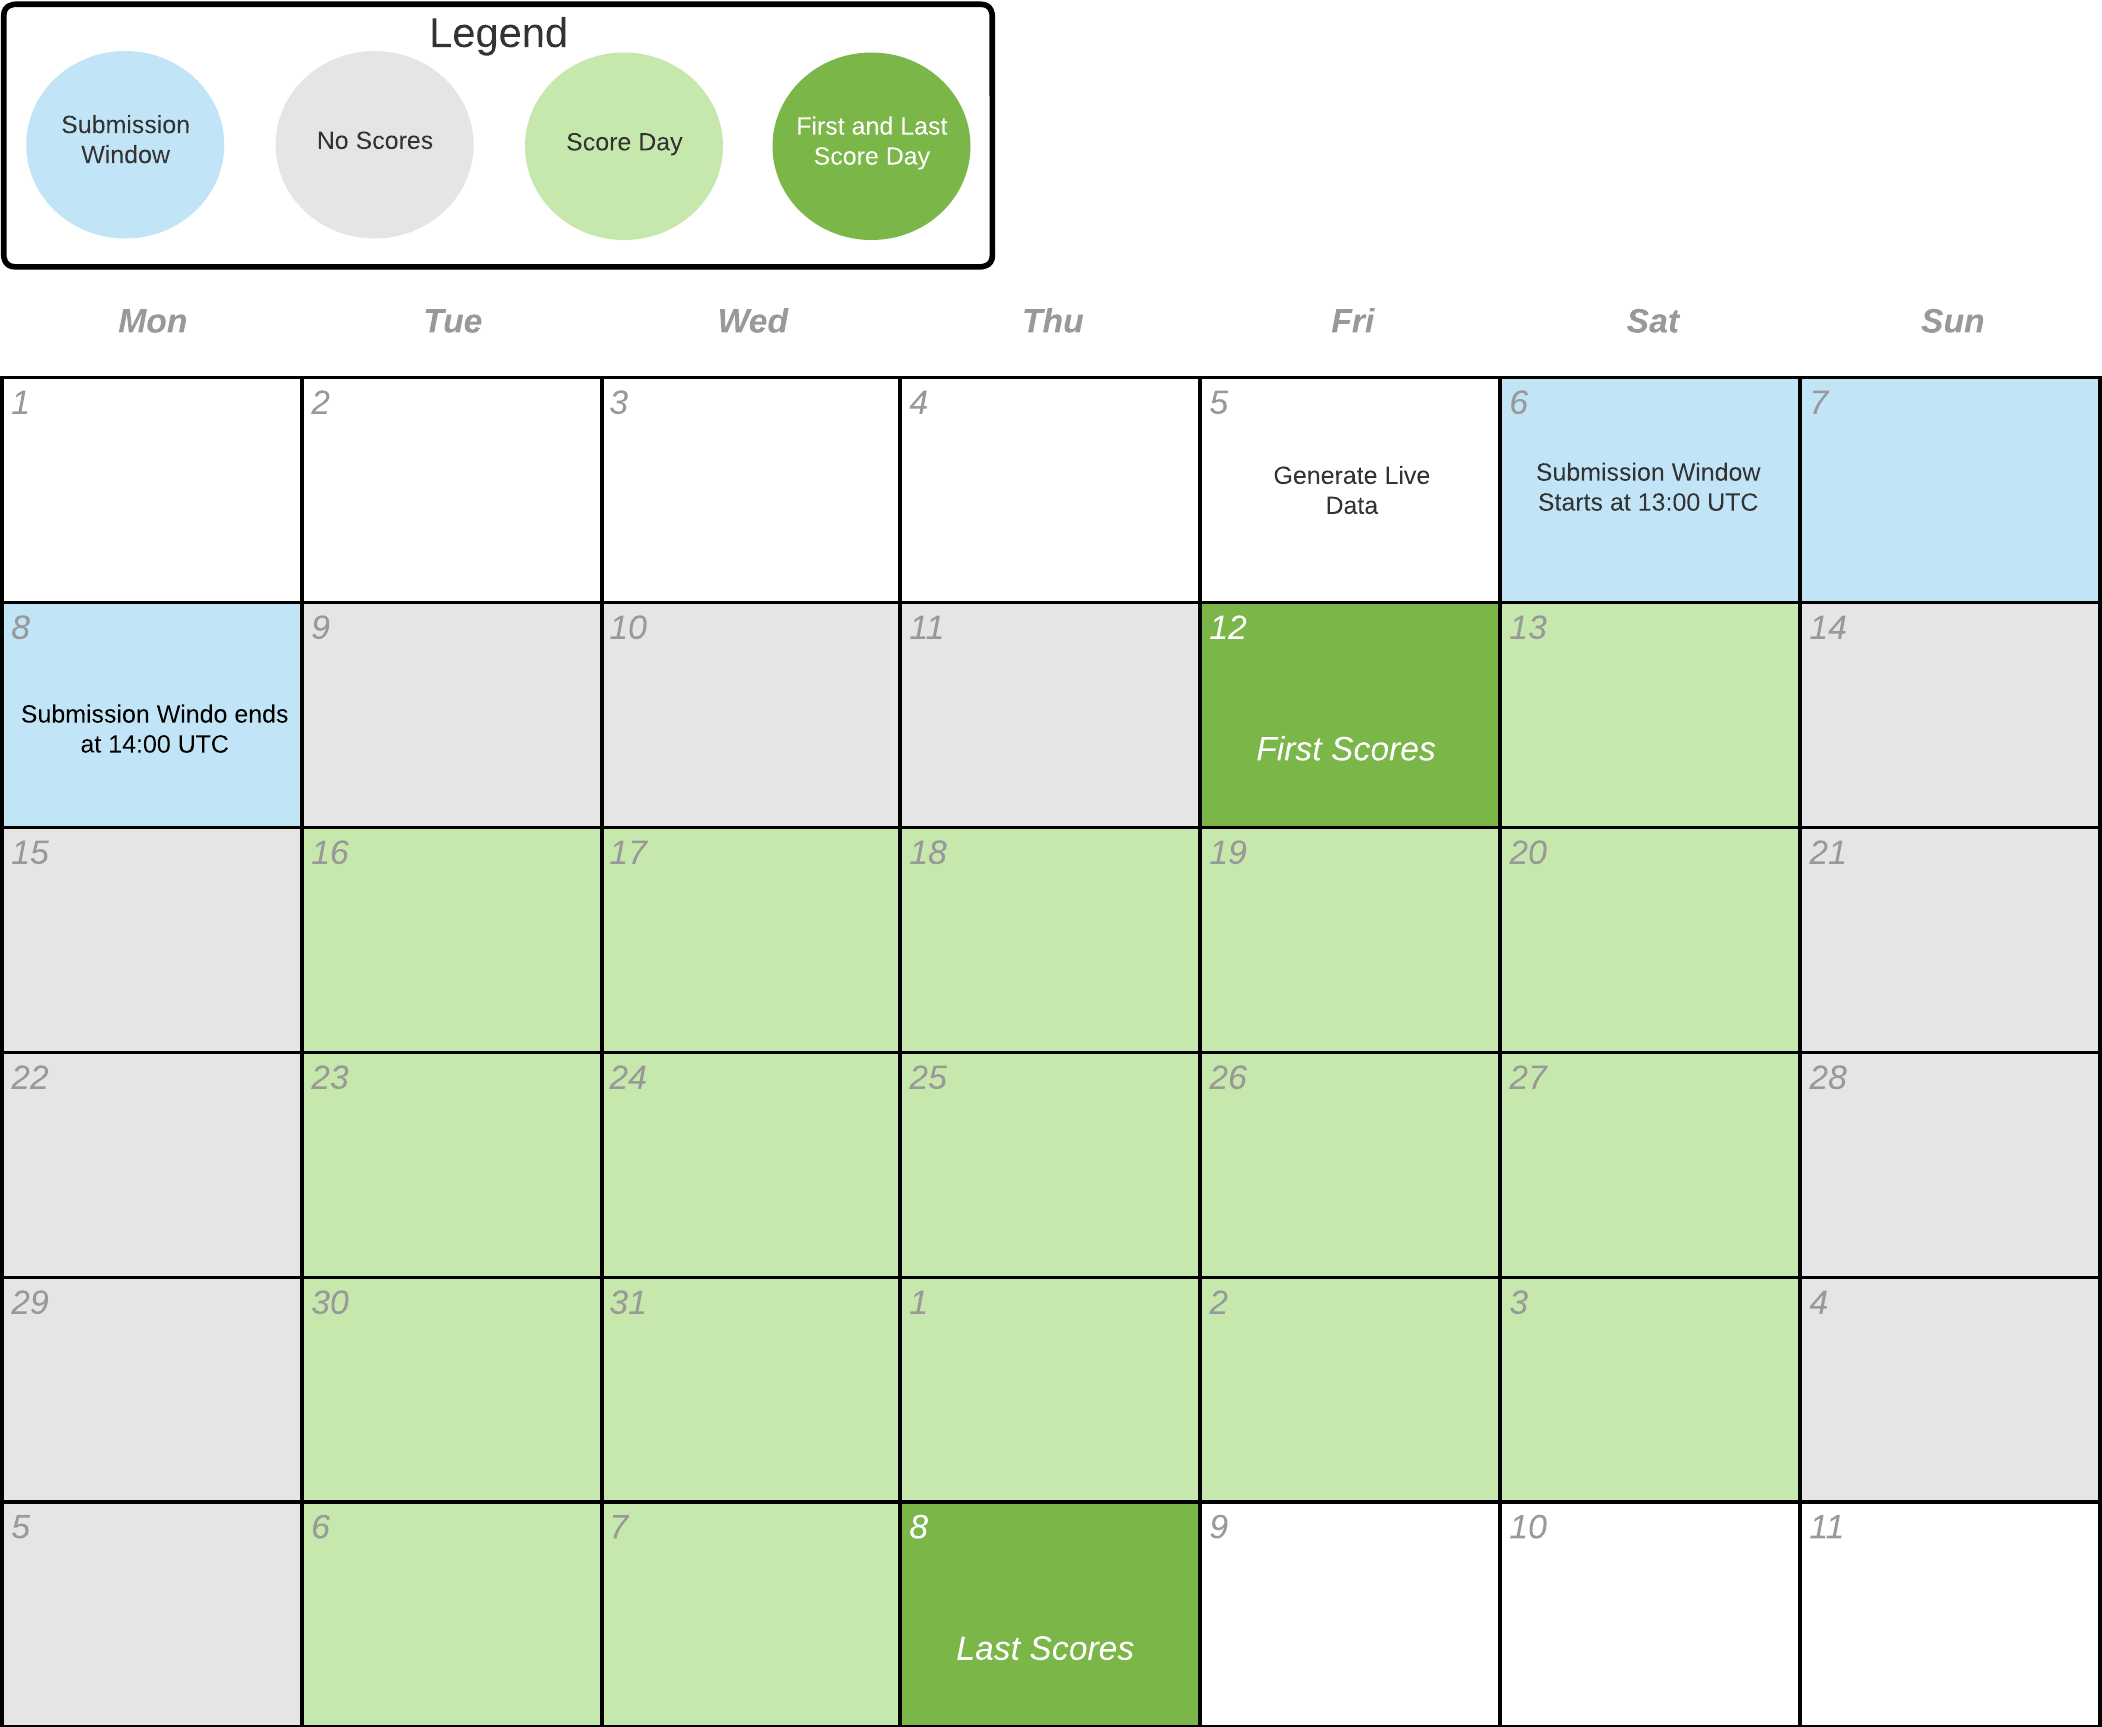 Legend
Submission
Window
No Scores
Score Day
First and Last
Score Day
Mon Tue Wed Thu Fri Sat Sun
1 2 3 4 5 6 7
Generate Live
Data
Submission Window
Starts at 13:00 UTC
8 9 10 11 12 13 14
Submission Windo ends
at 14:00 UTC
First Scores
15 16 17 18 19 20 21
22 23 24 25 26 27 28
29 30 31 1 2 3 4
5 6 7 8 9 10 11
Last Scores